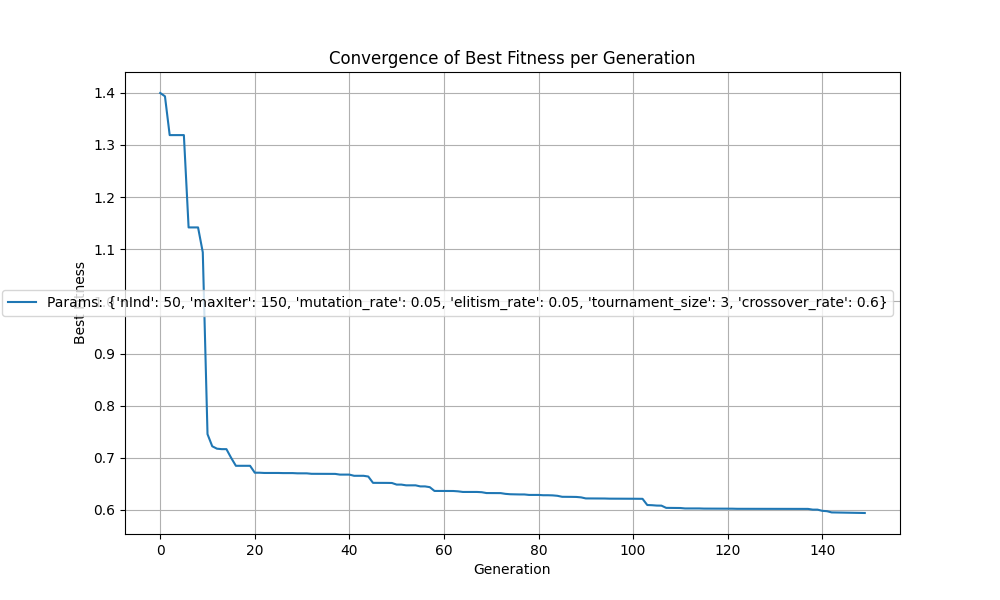 Convergence of Best Fitness per Generation
1.4
1.3
1.2
1.1
Best Fitness
Params: {'nInd': 50, 'maxIter': 150, 'mutation_rate': 0.05, 'elitism_rate': 0.05, 'tournament_size': 3, 'crossover_rate': 0.6}
0.9
0.8
0.7
0.6
0 20 40 60 80 100 120 140
Generation